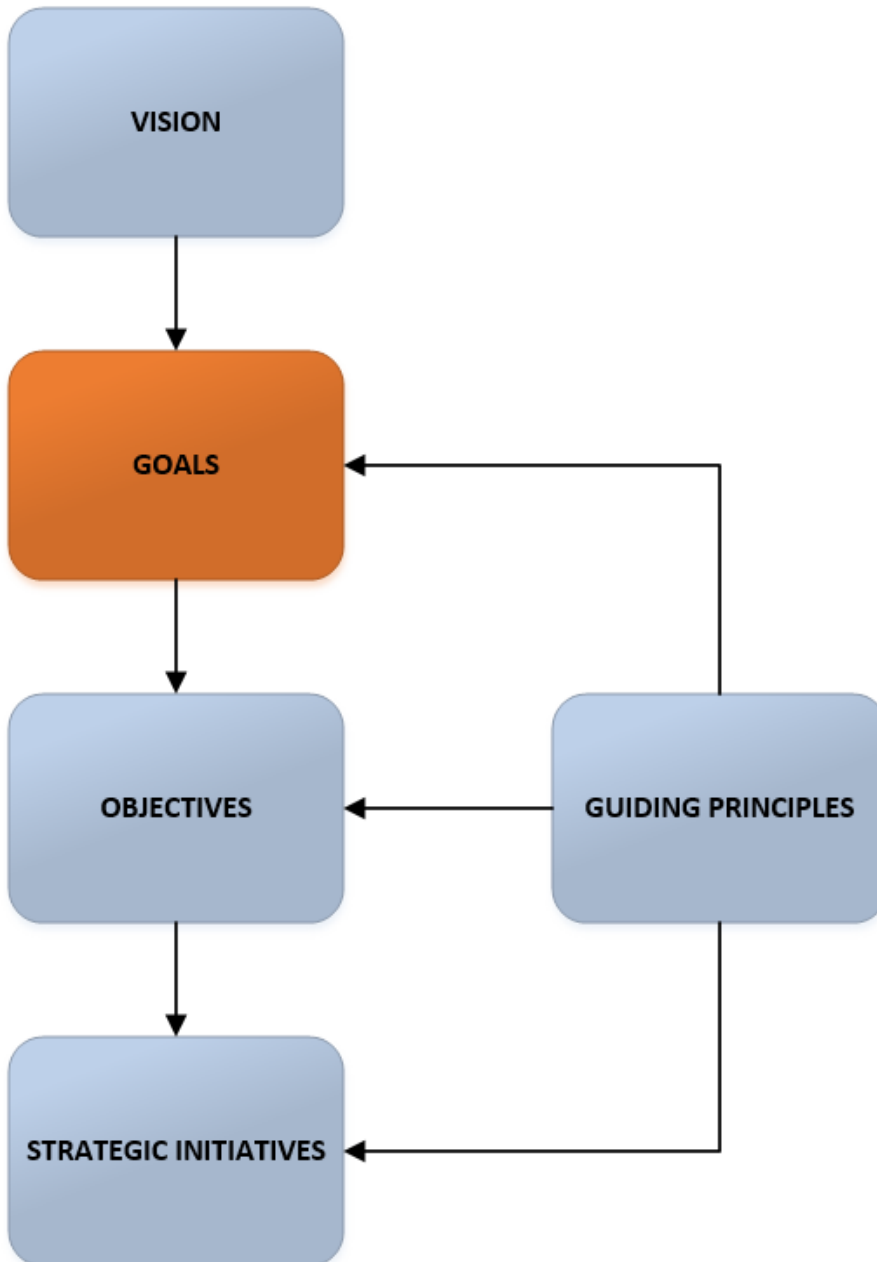 VISION
GOALS
OBJECTIVES
GUIDING PRINCIPLES
STRATEGIC INITIATIVES